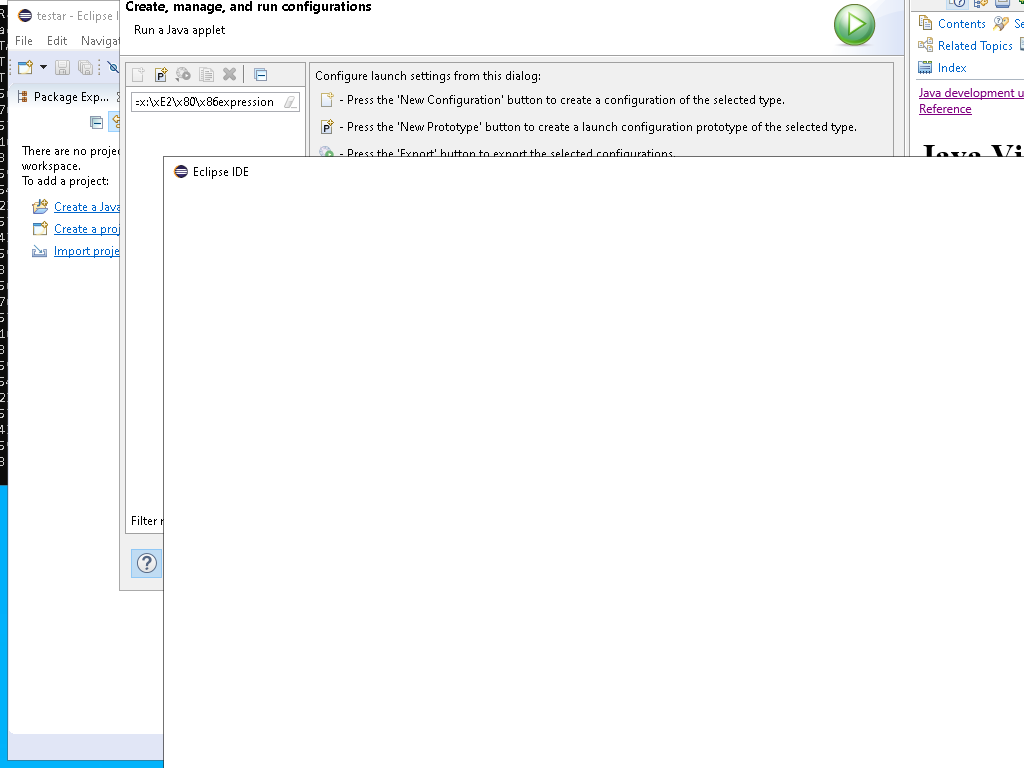 testar - Eclipse I
File Edit Navigat
Package Exp...
There are no projec
workspace.
To add a project:
Create a Java
Create a proj
Import proje
Create, manage, and run configurations
Run a Java applet
=x:\xE2\x80\x86expression
Filter
Configure launch settings from this dialog:
- Press the 'New Configuration' button to create a configuration of the selected type.
- Press the 'New Prototype' button to create a launch configuration prototype of the selected type.
- Press the 'Export' button to export the selected configurations.
Eclipse IDE
Contents Se
Related Topics
Index
Java development u
Reference
Java Vi